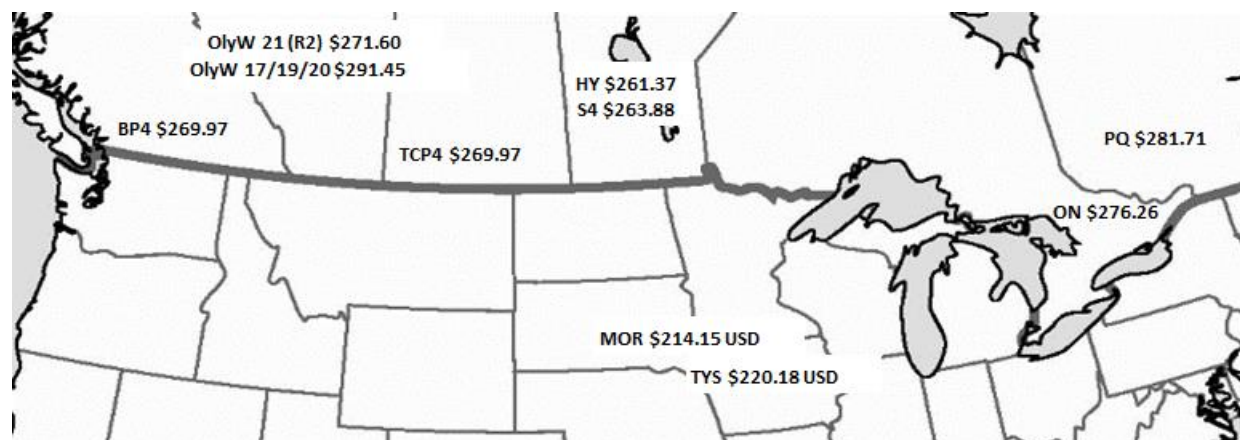 OlyW 21 (R2) $271.60
OlyW 17/19/20 $291.45
HY $261.37
S4 $263.88
BP4 $269.97
TCP4 $269.97
PQ $281.71
ON $276.26
MOR $214.15 USD
TYS $220.18 USD